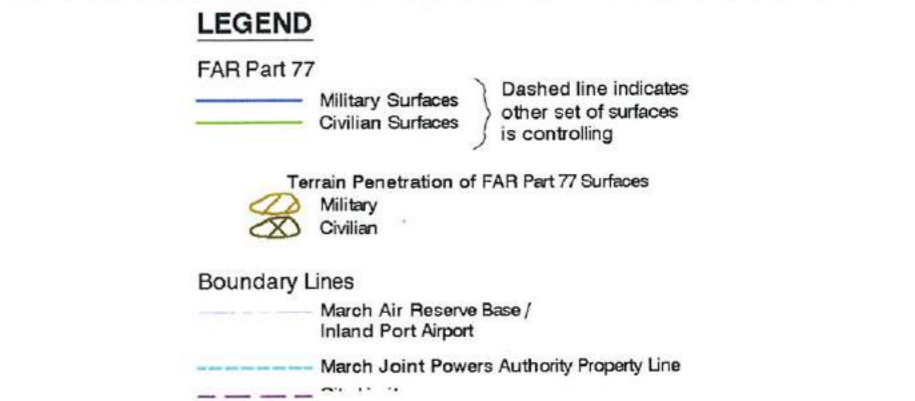 LEGEND
FAR Part 77
Military Surfaces
Civilian Surfaces
Dashed line indicates
other set of surfaces
is controlling
Terrain Penetration of FAR Part 77 Surfaces
Military
Civilian
Boundary Lines
March Air Reserve Base /
Inland Port Airport
March Joint Powers Authority Property Line